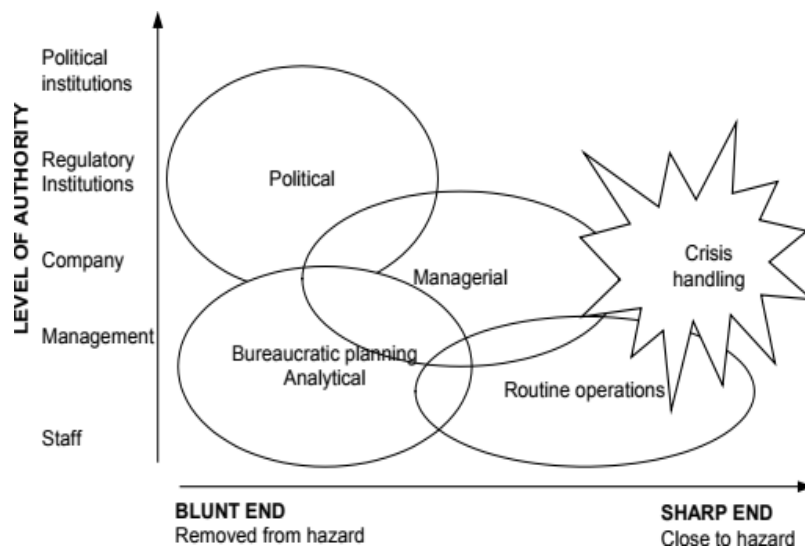 LEVEL OF AUTHORITY
Political
institutions
Regulatory
Institutions
Company
Management
Staff
Political
Managerial
Crisis
handling
Bureaucratic planning
Analytical
Routine operations
BLUNT END
Removed from hazard
SHARP END
Close to hazard